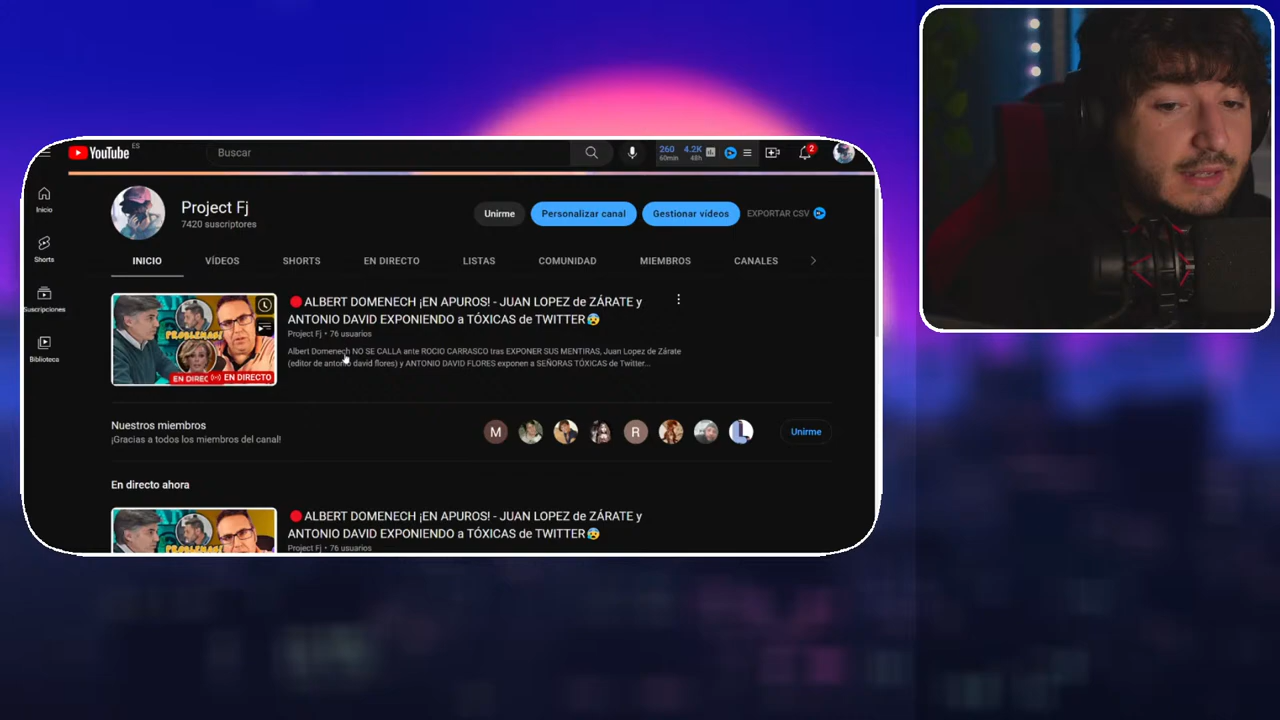 YouTube ES
Buscar
260 60min 4.2K 48h
2
Inicio
Shorts
Suscripciones
Biblioteca
Project Fj
7420 suscriptores
Unirme
Personalizar canal
Gestionar vídeos
EXPORTAR CSV
INICIO VÍDEOS SHORTS EN DIRECTO LISTAS COMUNIDAD MIEMBROS CANALES
PROBLEMAS!
EN DIREC EN DIRECTO
🔴ALBERT DOMENECH ¡EN APUROS! - JUAN LOPEZ de ZÁRATE y
ANTONIO DAVID EXPONIENDO a TÓXICAS de TWITTER😰
Project Fj • 76 usuarios
Albert Domenech NO SE CALLA ante ROCIO CARRASCO tras EXPONER SUS MENTIRAS, Juan Lopez de Zárate
(editor de antonio david flores) y ANTONIO DAVID FLORES exponen a SEÑORAS TÓXICAS de Twitter...
Nuestros miembros
¡Gracias a todos los miembros del canal!
M
R
Unirme
En directo ahora
🔴ALBERT DOMENECH ¡EN APUROS! - JUAN LOPEZ de ZÁRATE y
ANTONIO DAVID EXPONIENDO a TÓXICAS de TWITTER😰
Project Fj • 76 usuarios